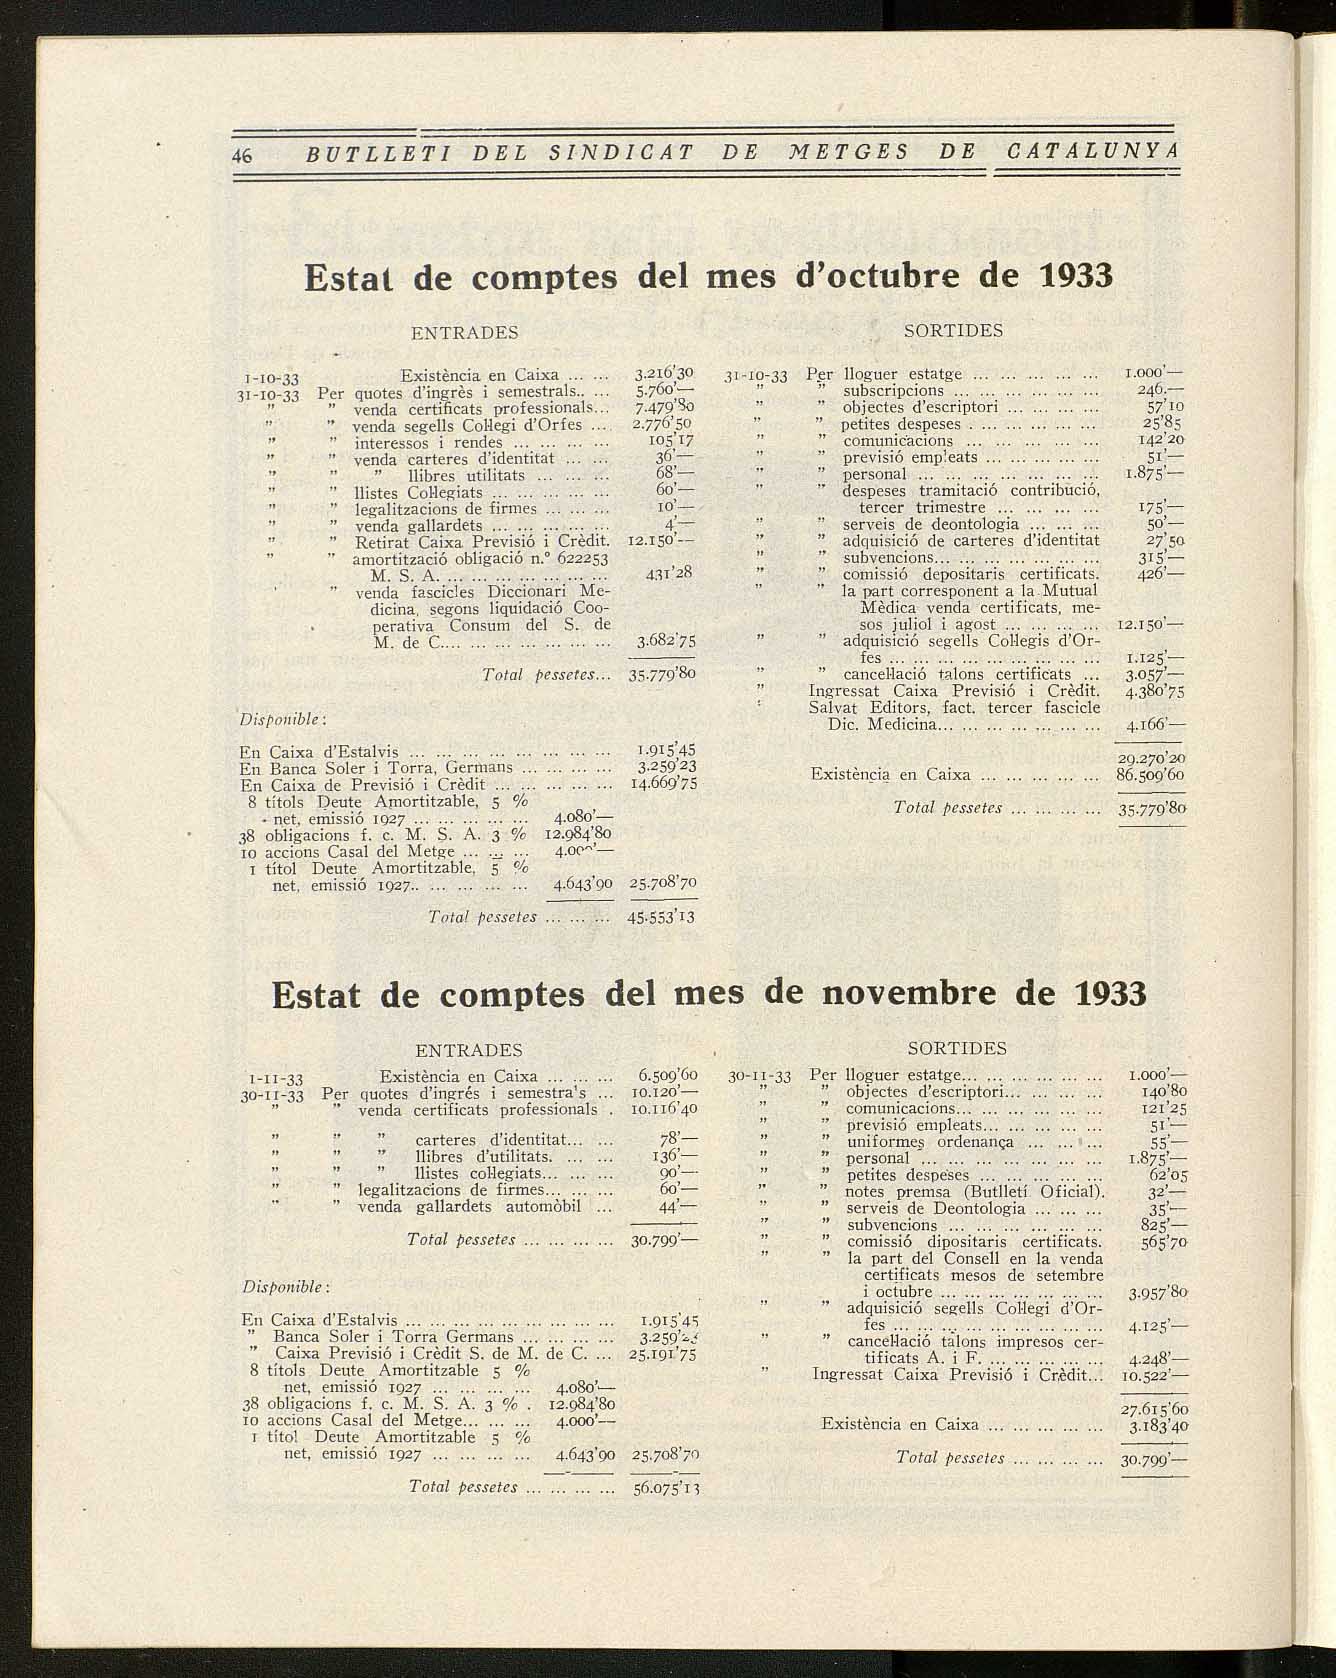 46 BUTLLETI DEL SINDICAT DE METGES DE CATALUNYA
Estat de comptes del mes d'octubre de 1933
ENTRADES
1-10-33 Existència en Caixa ... ... 3.216'30
31-10-33 Per quotes d'ingrès i semestrals.. ... 5.760'—
" " venda certificats professionals... 7.479'80
" " venda segells Col·legi d'Orfes ... 2.776'50
" " interessos i rendes ... ... ... ... 105'17
" " venda carteres d'identitat ... ... 36'—
" " " llibres utilitats ... ... ... 68'—
" " llistes Col·legiats ... ... ... ... ... 60'—
" " legalitzacions de firmes ... ... ... 10'—
" " venda gallardets ... ... ... ... ... 4'—
" " Retirat Caixa Previsió i Crèdit. 12.150'—
" " amortització obligació n.º 622253
M. S. A. ... ... ... ... ... ... ... 431'28
" venda fascicles Diccionari Me-
dicina, segons liquidació Coo-
perativa Consum del S. de
M. de C.... ... ... ... ... ... ... 3.682'75
Total pessetes... 35.779'80
Disponible :
En Caixa d'Estalvis ... ... ... ... ... ... ... ... 1.915'45
En Banca Soler i Torra, Germans ... ... ... ... 3.259'23
En Caixa de Previsió i Crèdit ... ... ... ... ... 14.669'75
8 títols Deute Amortitzable, 5 %
net, emissió 1927 ... ... ... ... ... 4.080'—
38 obligacions f. c. M. S. A. 3 % 12.984'80
10 accions Casal del Metge ... ... ... 4.00 '—
1 títol Deute Amortitzable, 5 %
net, emissió 1927.. ... ... ... ... 4.643'90 25.708'70
Total pessetes ... ... ... 45.553'13
SORTIDES
31-10-33 Per lloguer estatge ... ... ... ... ... 1.000'—
" " subscripcions ... ... ... ... ... ... 246.—
" " objectes d'escriptori ... ... ... ... 57'10
" " petites despeses . ... ... ... ... ... 25'85
" " comunicacions ... ... ... ... ... 142'20
" " previsió empleats ... ... ... ... ... 51'—
" " personal ... ... ... ... ... ... ... 1.875'—
" " despeses tramitació contribució,
tercer trimestre ... ... ... ... 175'—
" " serveis de deontologia ... ... ... 50'—
" " adquisició de carteres d'identitat 27'50
" " subvencions... ... ... ... ... ... ... 315'—
" " comissió depositaris certificats. 426'—
" " la part corresponent a la Mutual
Mèdica venda certificats, me-
sos juliol i agost ... ... ... ... 12.150'—
" " adquisició segells Col·legis d'Or-
fes ... ... ... ... ... ... ... ... ... 1.125'—
" " cancel·lació talons certificats ... 3.057'—
" Ingressat Caixa Previsió i Crèdit. 4.380'75
Salvat Editors, fact. tercer fascicle
Dic. Medicina... ... ... ... ... ... ... 4.166'—
29.270'20
Existència en Caixa ... ... ... ... ... 86.509'60
Total pessetes ... ... ... ... 35.779'80
Estat de comptes del mes de novembre de 1933
ENTRADES
1-11-33 Existència en Caixa ... ... ... 6.509'60
30-11-33 Per quotes d'ingrés i semestra's ... 10.120'—
" " venda certificats professionals . 10.116'40
" " " carteres d'identitat... ... 78'—
" " " llibres d'utilitats. ... ... 136'—
" " " llistes col·legiats... ... ... 90'—
" " legalitzacions de firmes... ... ... 60'—
" " venda gallardets automòbil ... 44'—
Total pessetes ... ... ... ... 30.799'—
Disponible :
En Caixa d'Estalvis ... ... ... ... ... ... ... ... ... 1.915'45
" Banca Soler i Torra Germans ... ... ... ... 3.259'
" Caixa Previsió i Crèdit S. de M. de C. ... 25.191'75
8 títols Deute Amortitzable 5 %
net, emissió 1927 ... ... ... ... 4.080'—
38 obligacions f. c. M. S. A. 3 % . 12.984'80
10 accions Casal del Metge... ... ... 4.000'—
1 títol Deute Amortitzable 5 %
net, emissió 1927 ... ... ... ... 4.643'90 25.708'70
Total pessetes ... ... ... ... 56.075'13
SORTIDES
30-11-33 Per lloguer estatge... ... ... ... ... ... 1.000'—
" " objectes d'escriptori... ... ... ... 140'80
" " comunicacions... ... ... ... ... ... 121'25
" " previsió empleats... ... ... ... ... 51'—
" " uniformes ordenança ... ... ... 55'—
" " personal ... ... ... ... ... ... ... 1.875'—
" " petites despeses ... ... ... ... ... 62'05
" " notes premsa (Butlletí Oficial). 32'—
" " serveis de Deontologia ... ... ... 35'—
" " subvencions ... ... ... ... ... ... 825'—
" " comissió dipositaris certificats. 565'70
" " la part del Consell en la venda
certificats mesos de setembre
i octubre ... ... ... ... ... ... ... 3.957'80
" " adquisició segells Col·legi d'Or-
fes ... ... ... ... ... ... ... ... ... 4.125'—
" " cancel·lació talons impresos cer-
tificats A. i F. ... ... ... ... ... 4.248'—
" Ingressat Caixa Previsió i Crèdit... 10.522'—
27.615'60
Existència en Caixa ... ... ... ... ... 3.183'40
Total pessetes ... ... ... ... 30.799'—